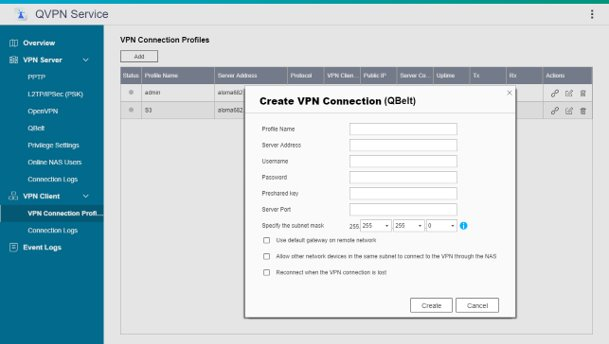 QVPN Service
Overview
VPN Server
PPTP
L2TP/IPSec (PSK)
OpenVPN
QBelt
Privilege Settings
Online NAS Users
Connection Logs
VPN Client
VPN Connection Profi...
Connection Logs
Event Logs
VPN Connection Profiles
Add
Status Profile Name Server Address Protocol VPN Clien... Public IP Server Co... Uptime Tx Rx Actions
admin
S3
Create VPN Connection (QBelt)
Profile Name
Server Address
Username
Password
Preshared key
Server Port
Specify the subnet mask 255. 255 . 255 . 0
Use default gateway on remote network
Allow other network devices in the same subnet to connect to the VPN through the NAS
Reconnect when the VPN connection is lost
Create Cancel